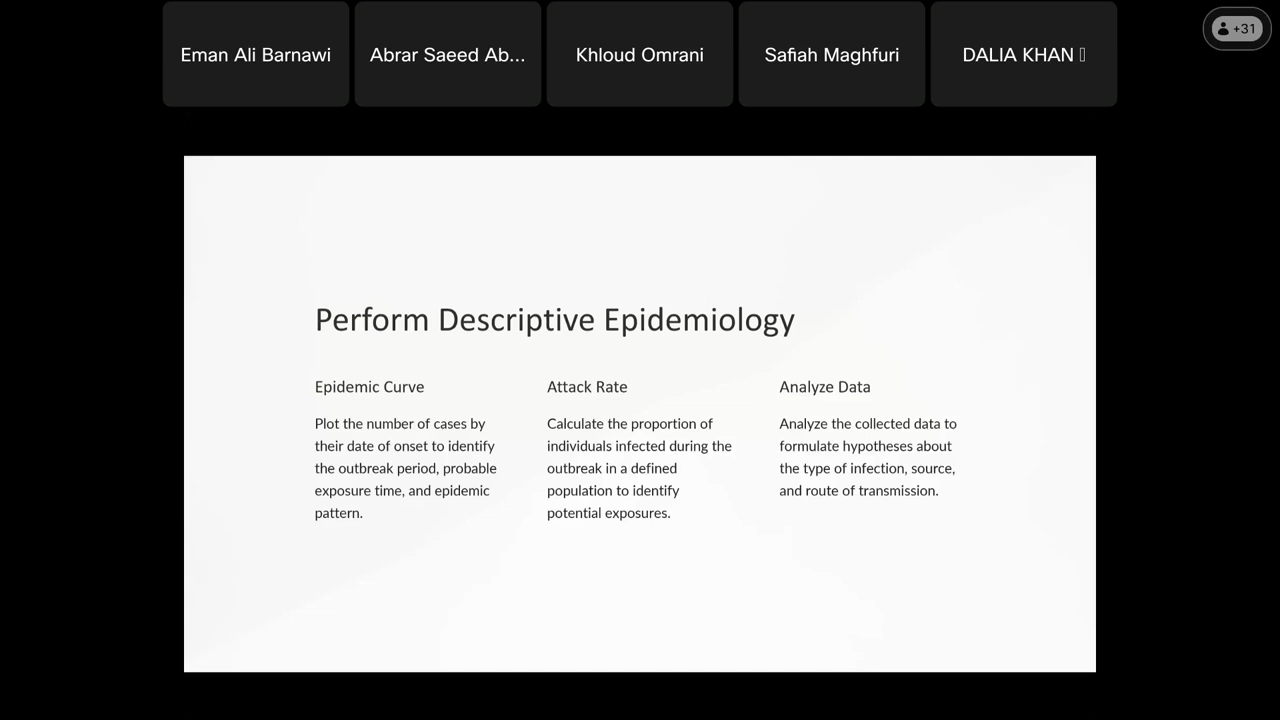 Eman Ali Barnawi
Abrar Saeed Ab...
Khloud Omrani
Safiah Maghfuri
DALIA KHAN
+31
Perform Descriptive Epidemiology
Epidemic Curve
Plot the number of cases by
their date of onset to identify
the outbreak period, probable
exposure time, and epidemic
pattern.
Attack Rate
Calculate the proportion of
individuals infected during the
outbreak in a defined
population to identify
potential exposures.
Analyze Data
Analyze the collected data to
formulate hypotheses about
the type of infection, source,
and route of transmission.